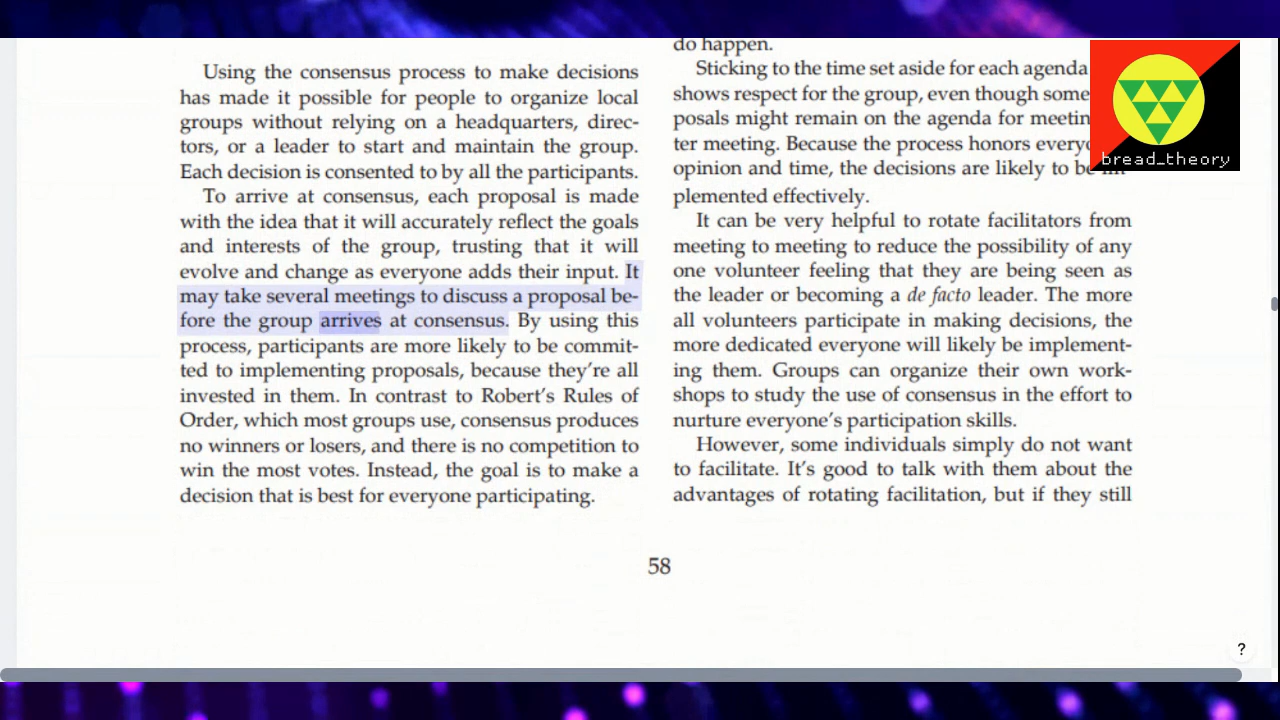 Using the consensus process to make decisions
has made it possible for people to organize local
groups without relying on a headquarters, direc-
tors, or a leader to start and maintain the group.
Each decision is consented to by all the participants.
To arrive at consensus, each proposal is made
with the idea that it will accurately reflect the goals
and interests of the group, trusting that it will
evolve and change as everyone adds their input. It
may take several meetings to discuss a proposal be-
fore the group arrives at consensus. By using this
process, participants are more likely to be commit-
ted to implementing proposals, because they're all
invested in them. In contrast to Robert's Rules of
Order, which most groups use, consensus produces
no winners or losers, and there is no competition to
win the most votes. Instead, the goal is to make a
decision that is best for everyone participating.
do happen.
Sticking to the time set aside for each agenda
shows respect for the group, even though some
posals might remain on the agenda for meetin
ter meeting. Because the process honors everyo
opinion and time, the decisions are likely to be
plemented effectively.
It can be very helpful to rotate facilitators from
meeting to meeting to reduce the possibility of any
one volunteer feeling that they are being seen as
the leader or becoming a de facto leader. The more
all volunteers participate in making decisions, the
more dedicated everyone will likely be implement-
ing them. Groups can organize their own work-
shops to study the use of consensus in the effort to
nurture everyone's participation skills.
However, some individuals simply do not want
to facilitate. It's good to talk with them about the
advantages of rotating facilitation, but if they still
58
bread_theory
?